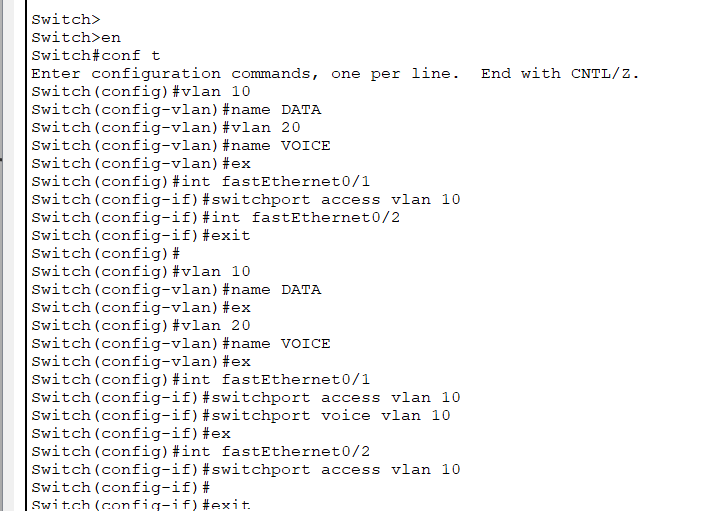 Switch>
Switch>en
Switch#conf t
Enter configuration commands, one per line.  End with CNTL/Z.
Switch(config)#vlan 10
Switch(config-vlan)#name DATA
Switch(config-vlan)#vlan 20
Switch(config-vlan)#name VOICE
Switch(config-vlan)#ex
Switch(config)#int fastEthernet0/1
Switch(config-if)#switchport access vlan 10
Switch(config-if)#int fastEthernet0/2
Switch(config-if)#exit
Switch(config)#
Switch(config)#vlan 10
Switch(config-vlan)#name DATA
Switch(config-vlan)#ex
Switch(config)#vlan 20
Switch(config-vlan)#name VOICE
Switch(config-vlan)#ex
Switch(config)#int fastEthernet0/1
Switch(config-if)#switchport access vlan 10
Switch(config-if)#switchport voice vlan 10
Switch(config-if)#ex
Switch(config)#int fastEthernet0/2
Switch(config-if)#switchport access vlan 10
Switch(config-if)#
Switch(config-if)#exit